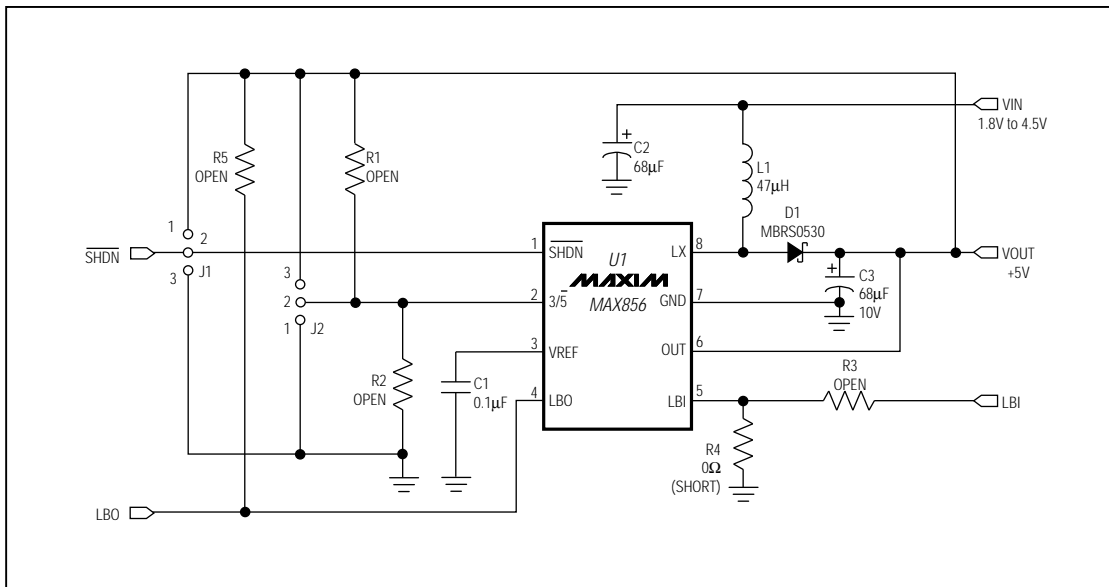 VIN
1.8V to 4.5V
C2
68µF
+
L1
47µH
D1
MBRS0530
R5
OPEN
R1
OPEN
SHDN
1
2
3
J1
3
2
1
J2
R2
OPEN
C1
0.1µF
1
SHDN
2
3/5
3
VREF
4
LBO
U1
MAXIM
MAX856
LX
8
GND
7
OUT
6
LBI
5
VOUT
+5V
+
C3
68µF
10V
R3
OPEN
LBI
R4
0Ω
(SHORT)
LBO